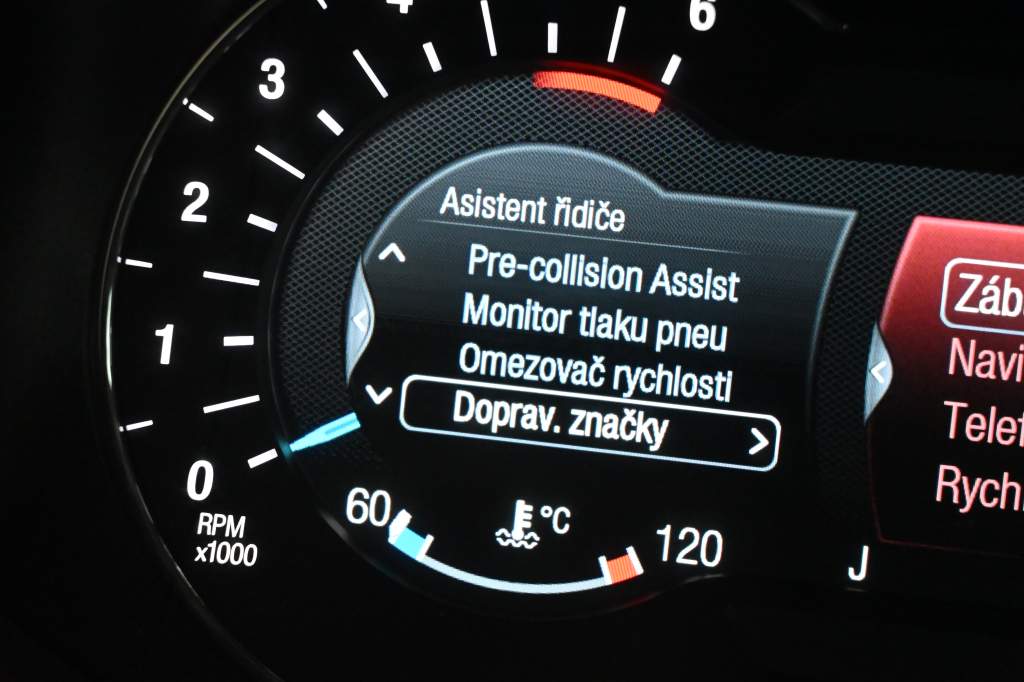 4
6
3
2
1
0
RPM
x1000
Asistent řidiče
Pre-collision Assist
Monitor tlaku pneu
Omezovač rychlosti
Doprav. značky
60
°C
120
J